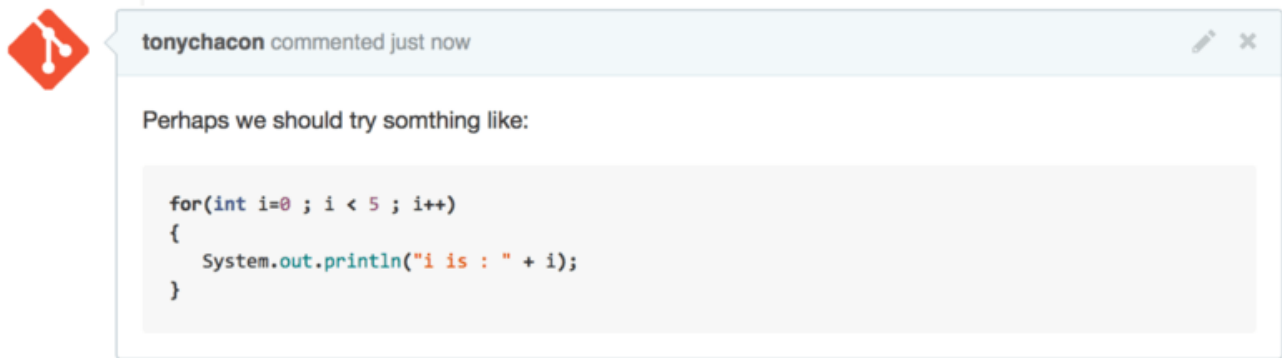 tonychacon commented just now
Perhaps we should try somthing like:
for(int i=0 ; i < 5 ; i++)
{
   System.out.println("i is : " + i);
}